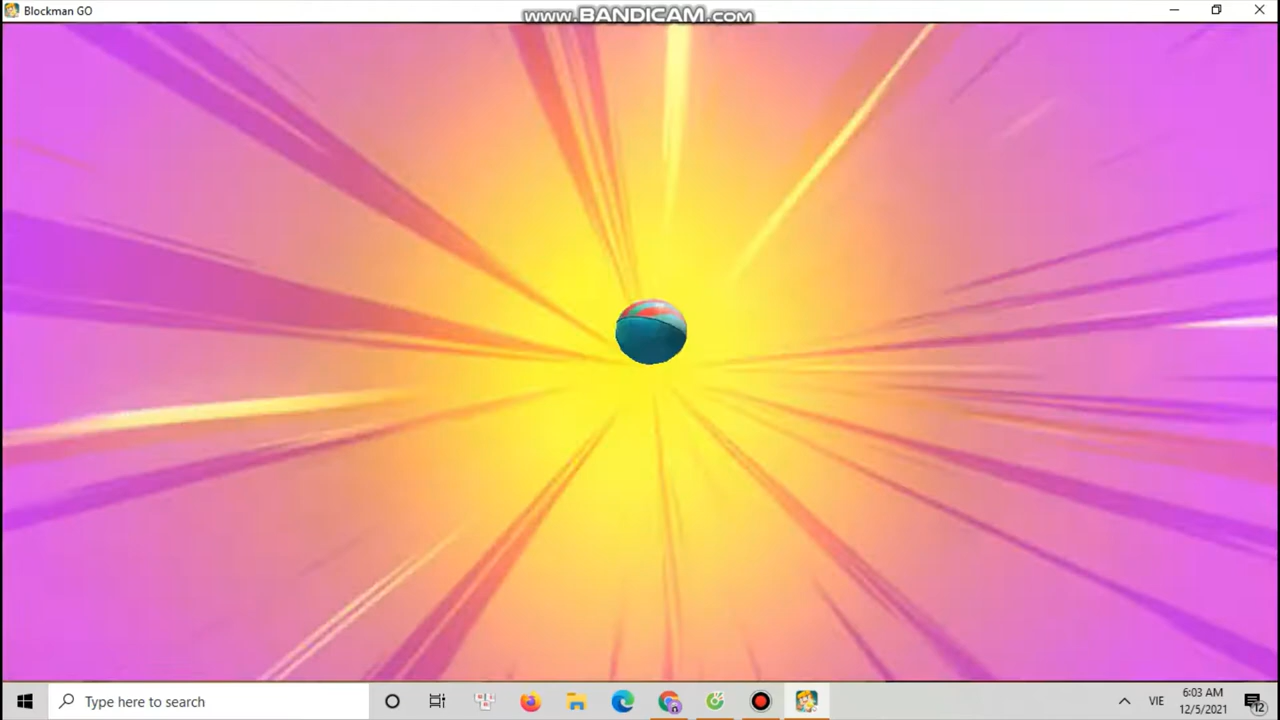 Blockman GO
www.BANDICAM.com
Type here to search
VIE
6:03 AM
12/5/2021
12